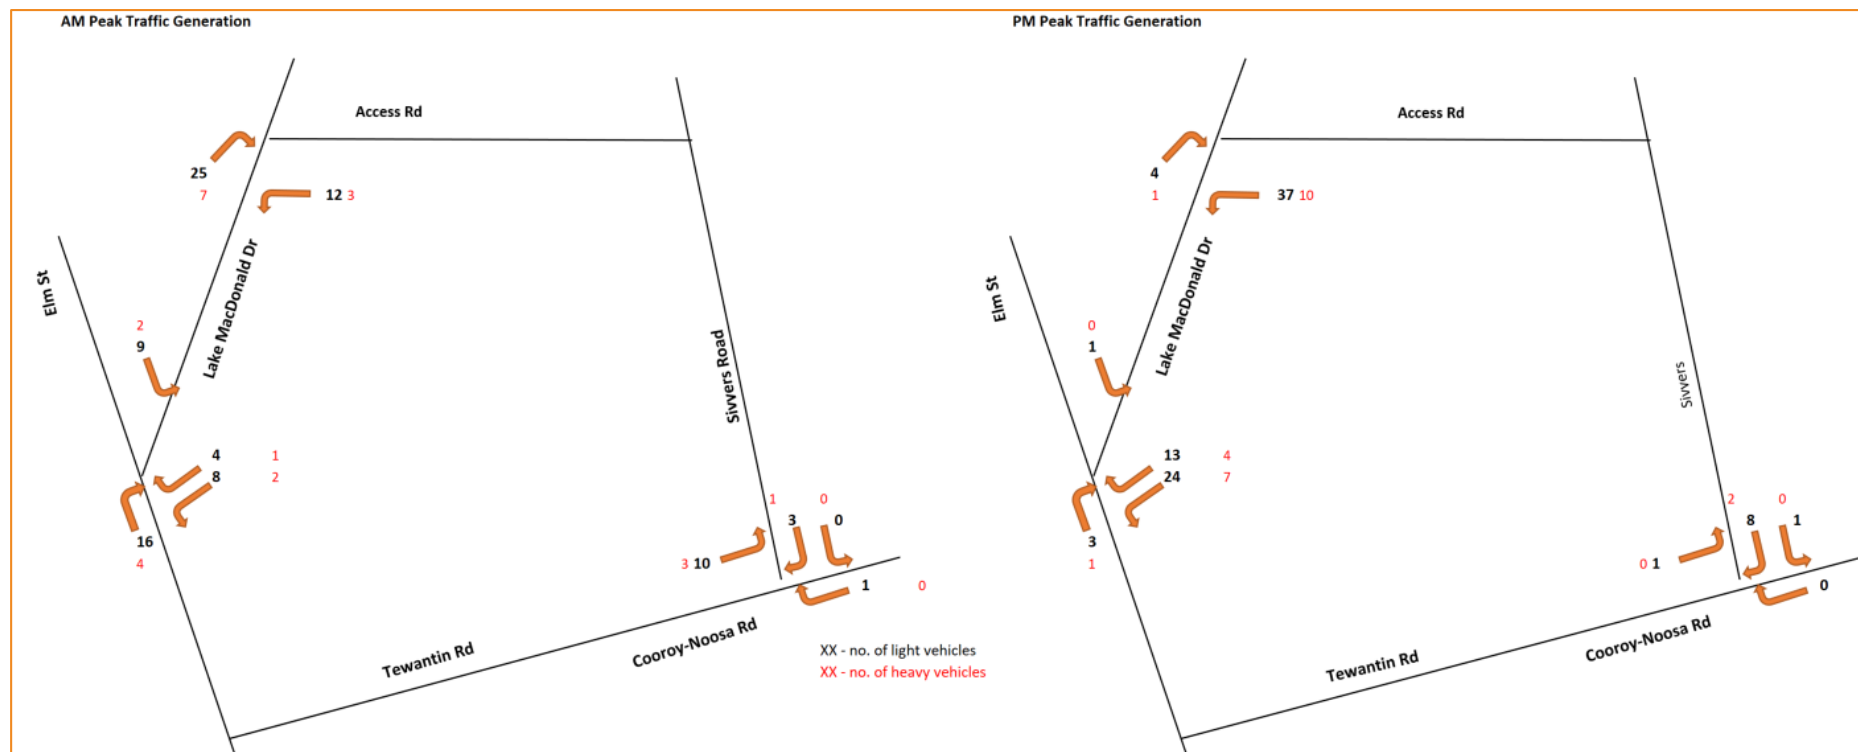 AM Peak Traffic Generation
Access Rd
25
7
12 3
Elm St
Lake MacDonald Dr
2
9
Sivvers Road
4 1
8 2
16
4
1 0
3 0
3 10
1 0
Tewantin Rd
Cooroy-Noosa Rd
XX - no. of light vehicles
XX - no. of heavy vehicles
PM Peak Traffic Generation
Access Rd
4
1
37 10
Elm St
Lake MacDonald Dr
0
1
Sivvers
13 4
24 7
3
1
2 0
8 1
0 1
0
Tewantin Rd
Cooroy-Noosa Rd